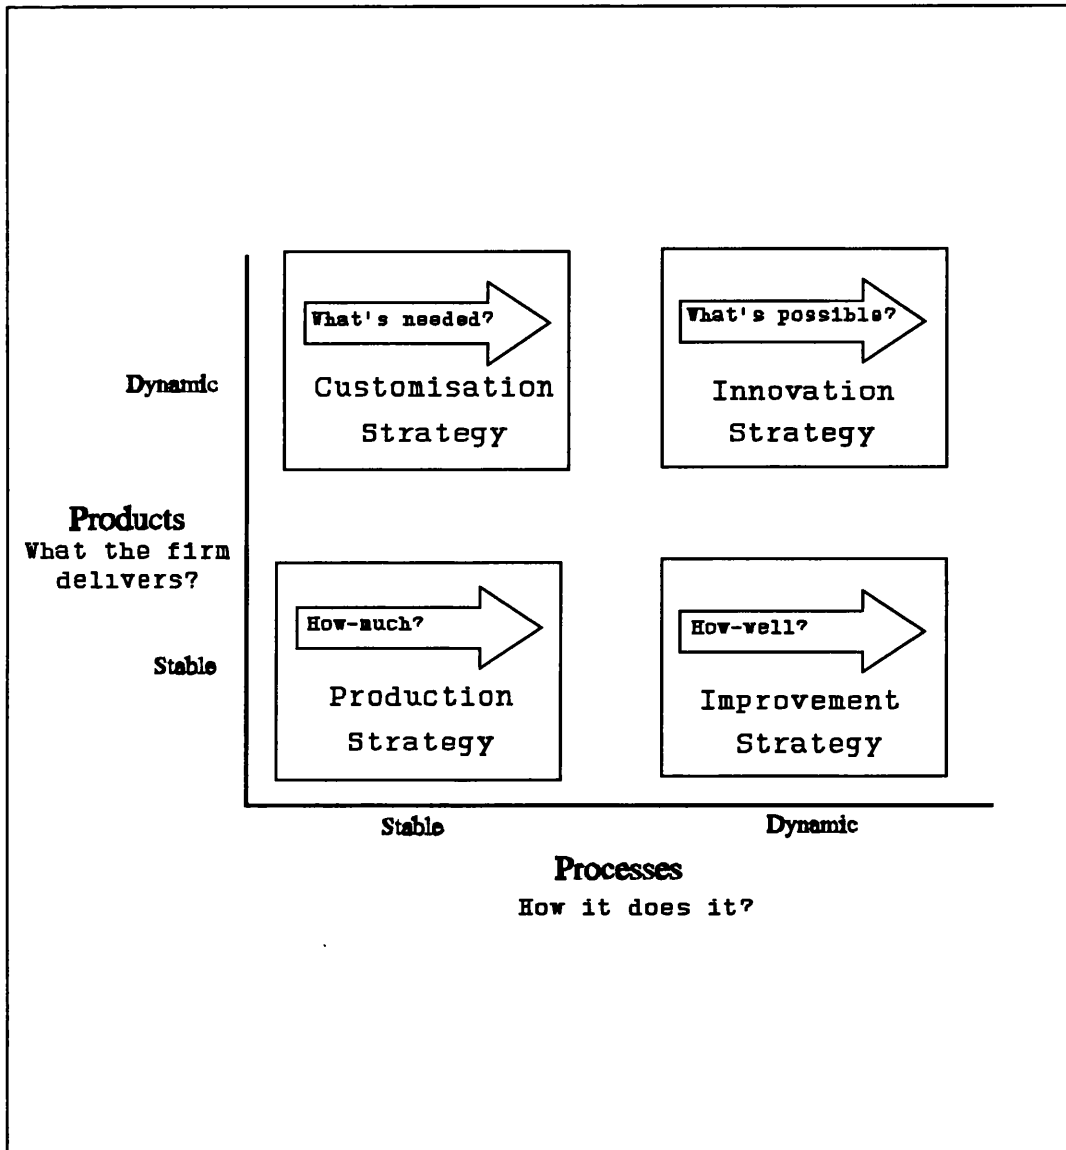 What's needed?
Customisation
Strategy
What's possible?
Innovation
Strategy
Dynamic
Products
What the firm
delivers?
Stable
How-much?
Production
Strategy
How-well?
Improvement
Strategy
Stable
Dynamic
Processes
How it does it?